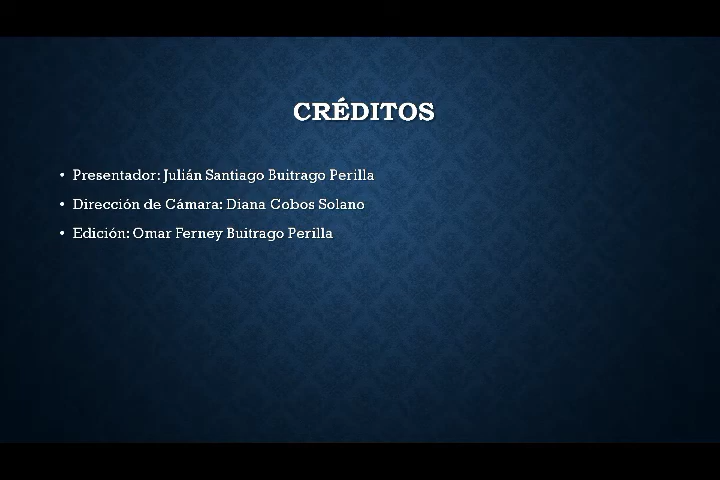 CRÉDITOS
• Presentador: Julián Santiago Buitrago Perilla
• Dirección de Cámara: Diana Cobos Solano
• Edición: Omar Ferney Buitrago Perilla